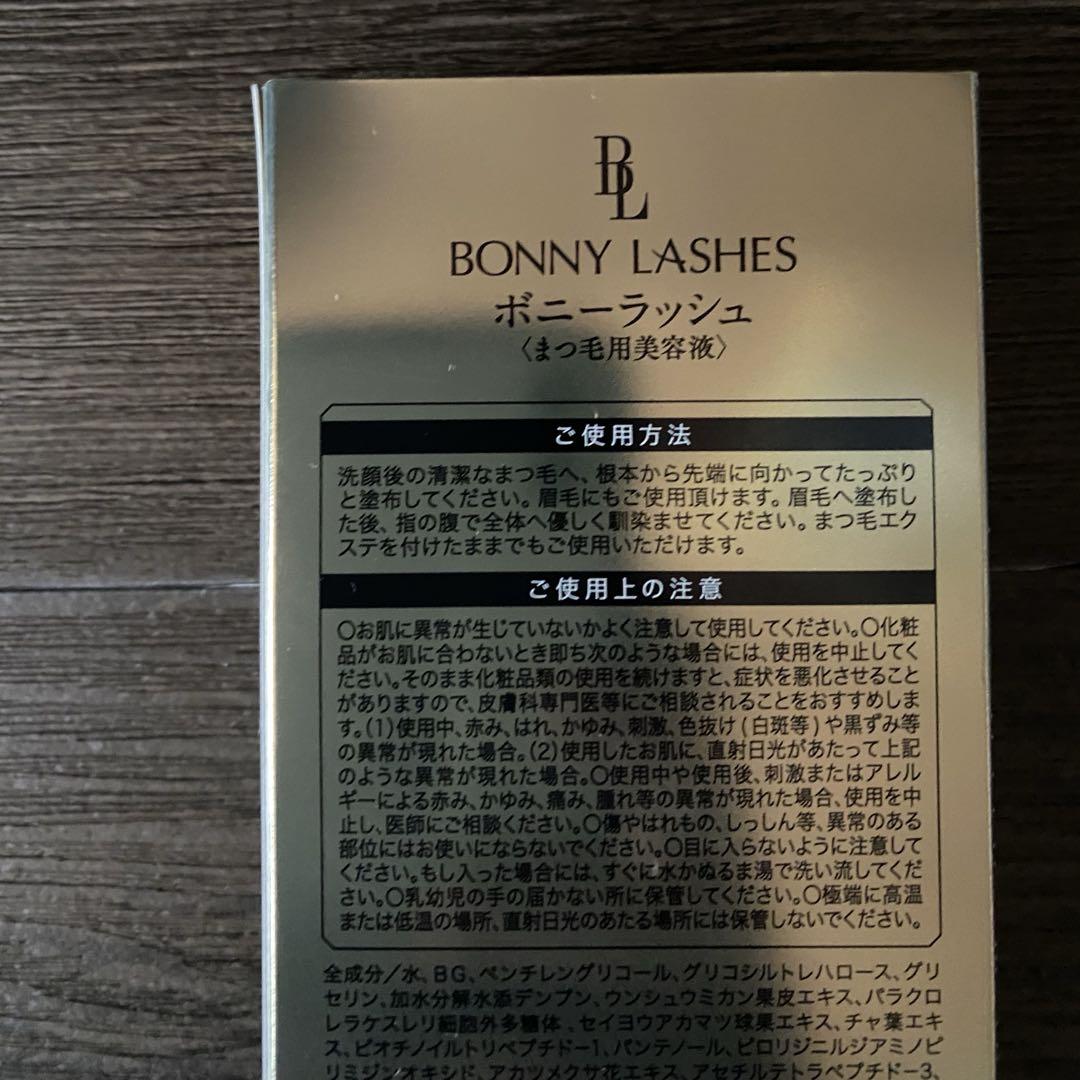 BL
BONNY LASHES
ボニーラッシュ
〈まつ毛用美容液〉
ご使用方法
洗顔後の清潔なまつ毛へ、根本から先端に向かってたっぷり
と塗布してください。眉毛にもご使用頂けます。眉毛へ塗布し
た後、指の腹で全体へ優しく馴染ませてください。まつ毛エク
ステを付けたままでもご使用いただけます。
ご使用上の注意
〇お肌に異常が生じていないかよく注意して使用してください。〇化粧
品がお肌に合わないとき即ち次のような場合には、使用を中止してく
ださい。そのまま化粧品類の使用を続けますと、症状を悪化させること
がありますので、皮膚科専門医等にご相談されることをおすすめしま
す。(1)使用中、赤み、はれ、かゆみ、刺激、色抜け(白斑等)や黒ずみ等
の異常が現れた場合。(2)使用したお肌に、直射日光があたって上記
のような異常が現れた場合。〇使用中や使用後、刺激またはアレル
ギーによる赤み、かゆみ、痛み、腫れ等の異常が現れた場合、使用を中
止し、医師にご相談ください。〇傷やはれもの、しっしん等、異常のある
部位にはお使いにならないでください。〇目に入らないように注意して
ください。もし入った場合には、すぐに水かぬるま湯で洗い流してくだ
さい。〇乳幼児の手の届かない所に保管してください。〇極端に高温
または低温の場所、直射日光のあたる場所には保管しないでください。
全成分/水、BG、ペンチレングリコール、グリコシルトレハロース、グリ
セリン、加水分解水添デンプン、ウンシュウミカン果皮エキス、パラクロ
レラケスレリ細胞外多糖体、セイヨウアカマツ球果エキス、チャ葉エキ
ス、ビオチノイルトリペプチド-1、パンテノール、ピロリジニルジアミノピ
リミジンオキシド、アカツメクサ花エキス、アセチルテトラペプチド-3、